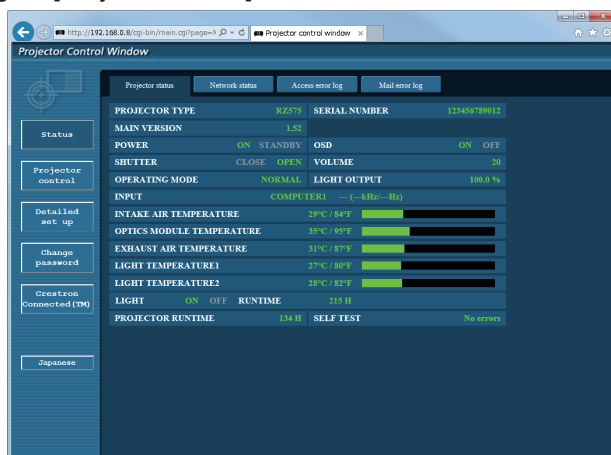 http://192.168.0.8/cgi-bin/main.cgi?page=
Projector control window
Projector Control Window
Projector status
Network status
Access error log
Mail error log
Status
Projector control
Detailed set up
Change password
Crestron Connected(TM)
Japanese
PROJECTOR TYPE RZ575 SERIAL NUMBER 123456789012
MAIN VERSION 1.52
POWER ON STANDBY OSD ON OFF
SHUTTER CLOSE OPEN VOLUME 20
OPERATING MODE NORMAL LIGHT OUTPUT 100.0 %
INPUT COMPUTER1 ---(---kHz/---Hz)
INTAKE AIR TEMPERATURE 29°C / 84°F
OPTICS MODULE TEMPERATURE 35°C / 95°F
EXHAUST AIR TEMPERATURE 31°C / 87°F
LIGHT TEMPERATURE1 27°C / 80°F
LIGHT TEMPERATURE2 28°C / 82°F
LIGHT ON OFF RUNTIME 215 H
PROJECTOR RUNTIME 134 H SELF TEST No errors